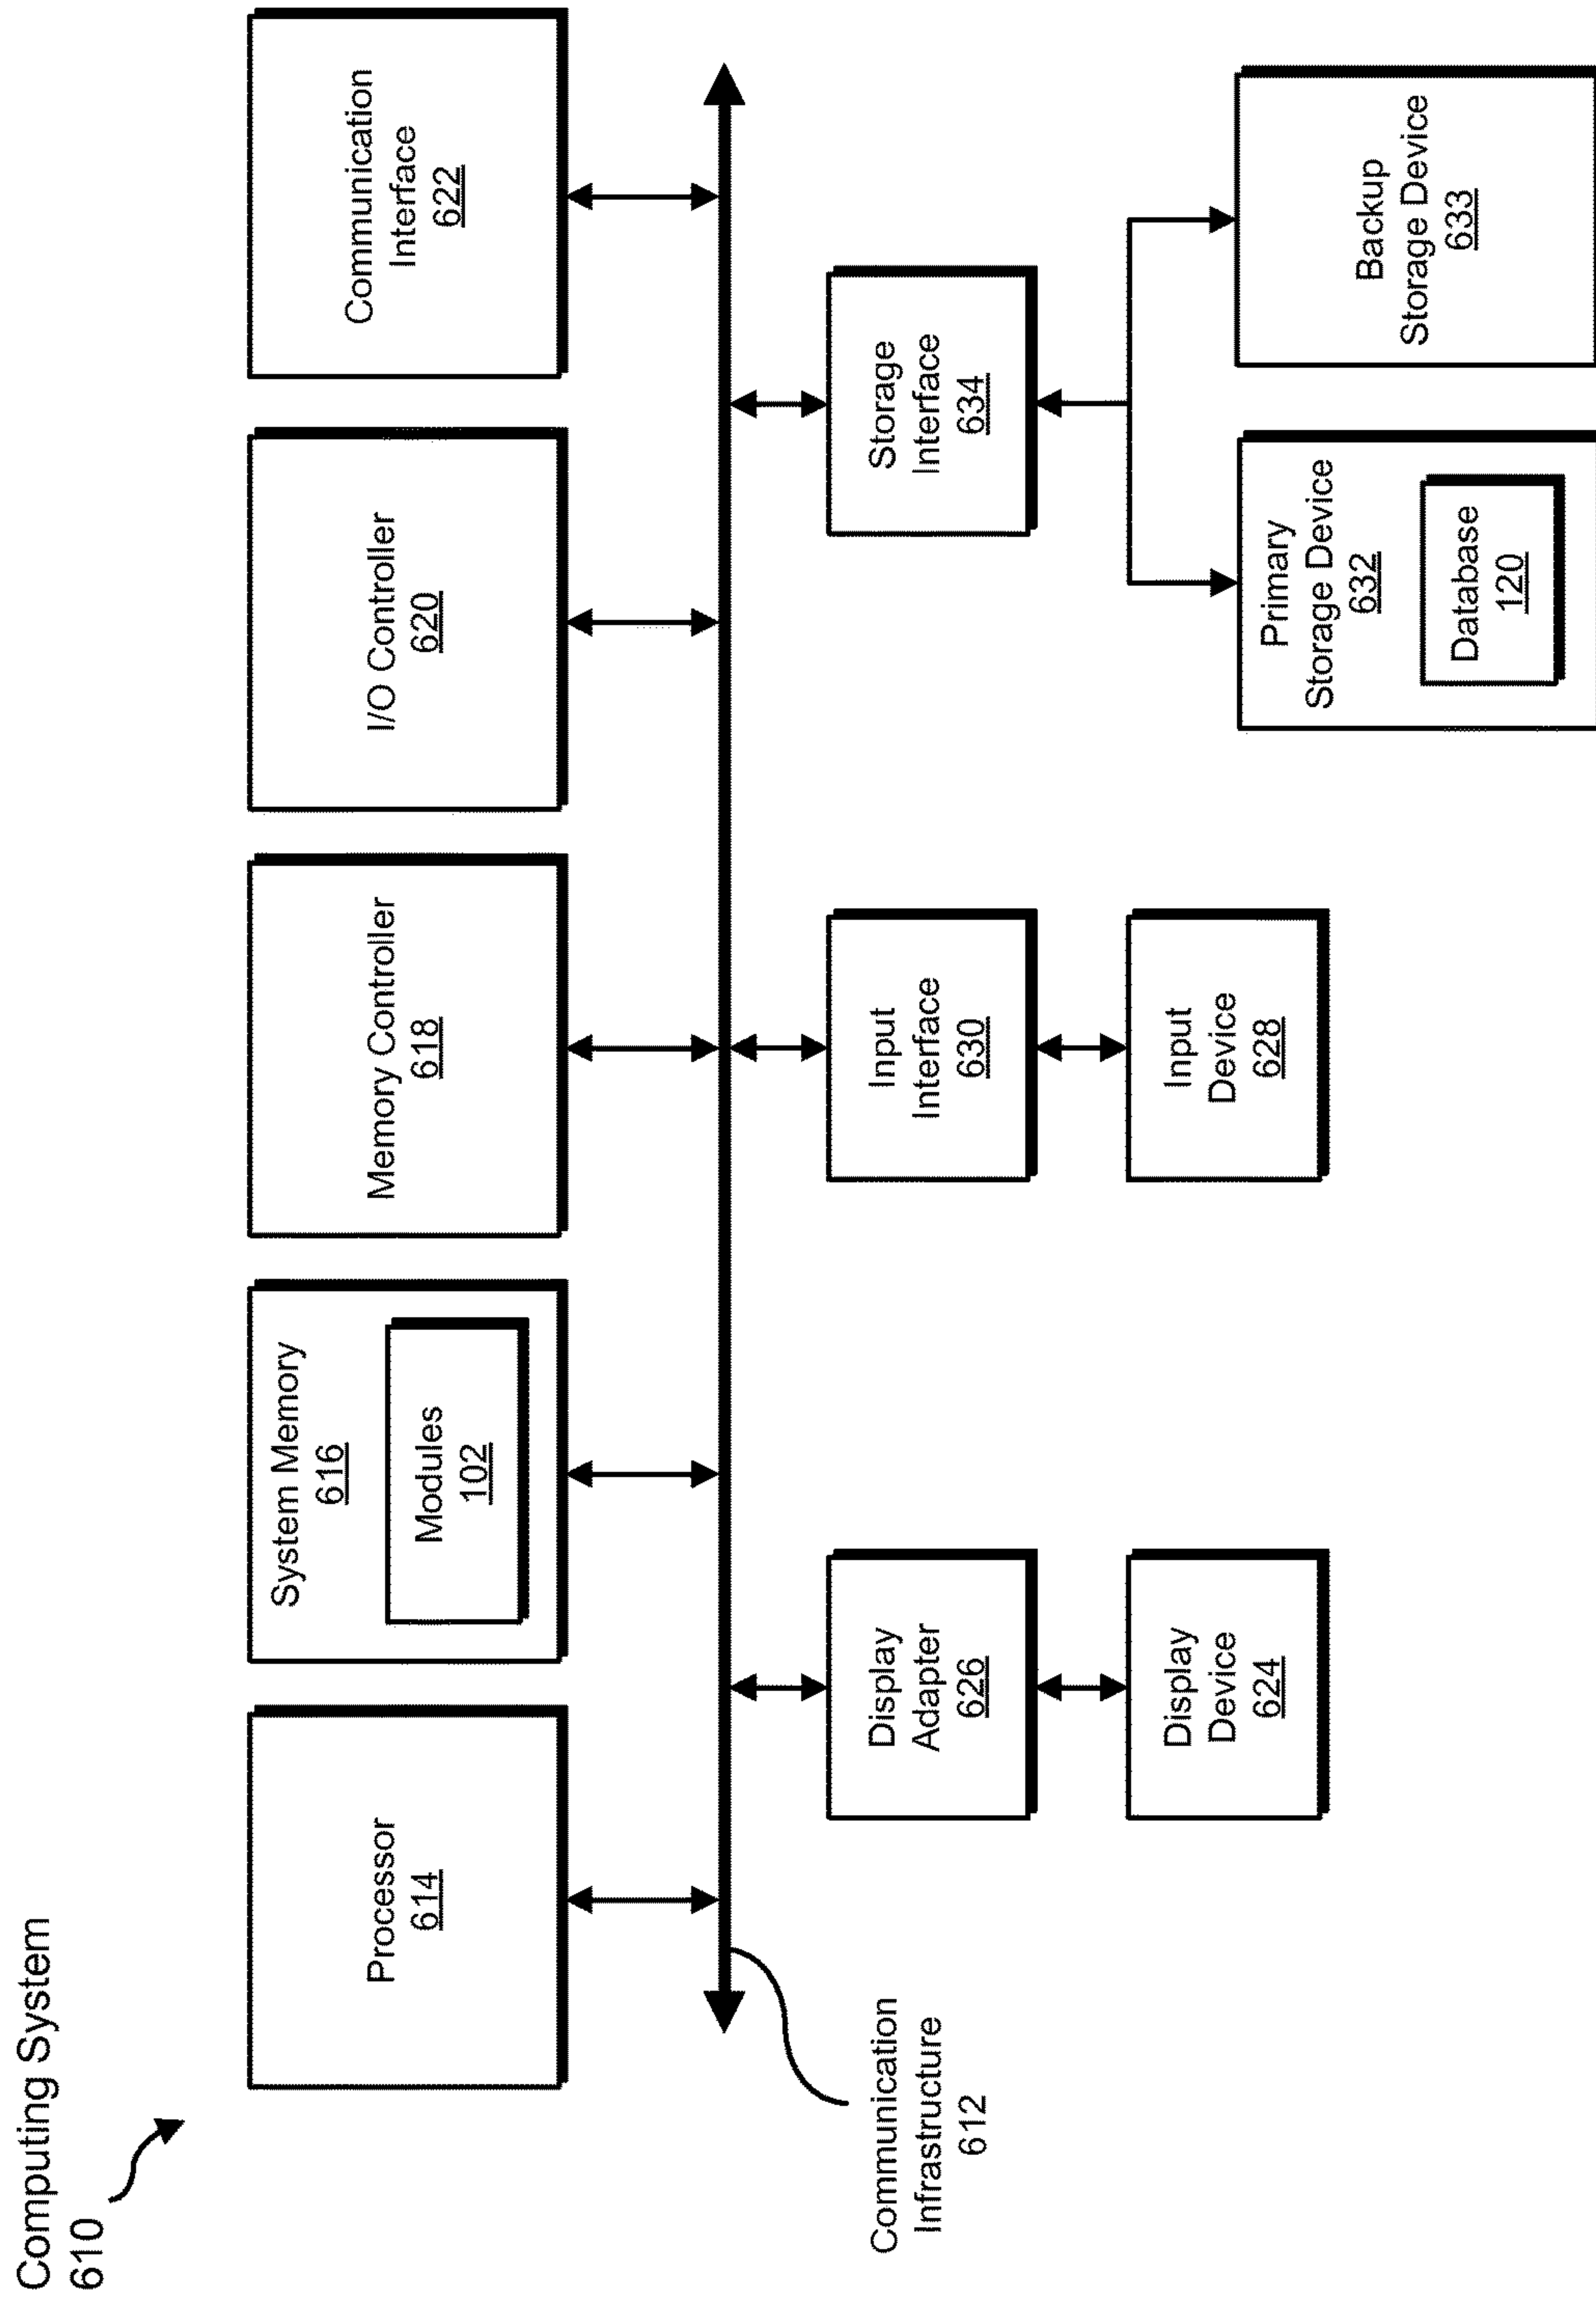 Computing System
610
Processor
614
System Memory
616
Modules
102
Memory Controller
618
I/O Controller
620
Communication
Interface
622
Communication
Infrastructure
612
Display
Adapter
626
Input
Interface
630
Storage
Interface
634
Display
Device
624
Input
Device
628
Primary
Storage Device
632
Database
120
Backup
Storage Device
633